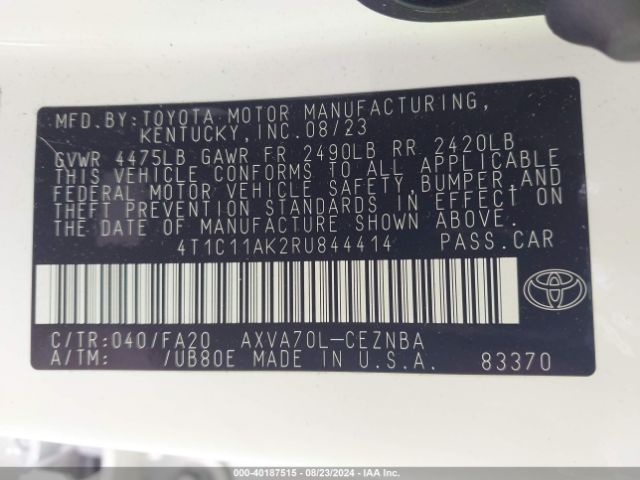 MFD.BY:TOYOTA MOTOR MANUFACTURING,
KENTUCKY,INC.08/23
GVWR 4475LB GAWR FR 2490LB RR 2420LB
THIS VEHICLE CONFORMS TO ALL APPLICABLE
FEDERAL MOTOR VEHICLE SAFETY,BUMPER,AND
THEFT PREVENTION STANDARDS IN EFFECT ON
THE DATE OF MANUFACTURE SHOWN ABOVE.
4T1C11AK2RU844414 PASS.CAR
C/TR:040/FA20 AXVA70L-CEZNBA
A/TM: /UB80E MADE IN U.S.A. 83370
000-40187515 - 08/23/2024 - IAA Inc.